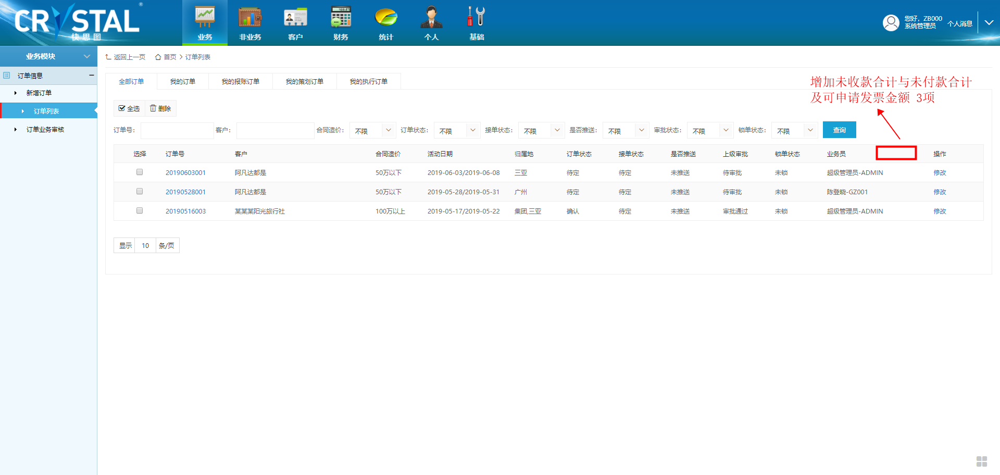 CRYSTAL®
快思图
业务
非业务
客户
财务
统计
个人
基础
您好，ZB000
系统管理员
个人消息
业务模块
订单信息
新增订单
订单列表
订单业务审核
返回上一页 首页 > 订单列表
全部订单 我的订单 我的报账订单 我的策划订单 我的执行订单
增加未收款合计与未付款合计
及可申请发票金额 3项
全选 删除
订单号： 客户： 合同造价： 不限 订单状态： 不限 接单状态： 不限 是否推送： 不限 审批状态： 不限 锁单状态： 不限 查询
选择 订单号 客户 合同造价 活动日期 归属地 订单状态 接单状态 是否推送 上级审批 锁单状态 业务员 操作
20190603001 阿凡达都是 50万以下 2019-06-03/2019-06-08 三亚 待定 待定 未推送 待审批 未锁 超级管理员-ADMIN 修改
20190528001 阿凡达都是 50万以下 2019-05-28/2019-05-31 广州 待定 待定 未推送 待审批 未锁 陈登晓-GZ001 修改
20190516003 某某某阳光旅行社 100万以上 2019-05-17/2019-05-22 集团,三亚 确认 待定 未推送 审批通过 未锁 超级管理员-ADMIN 修改
显示 10 条/页